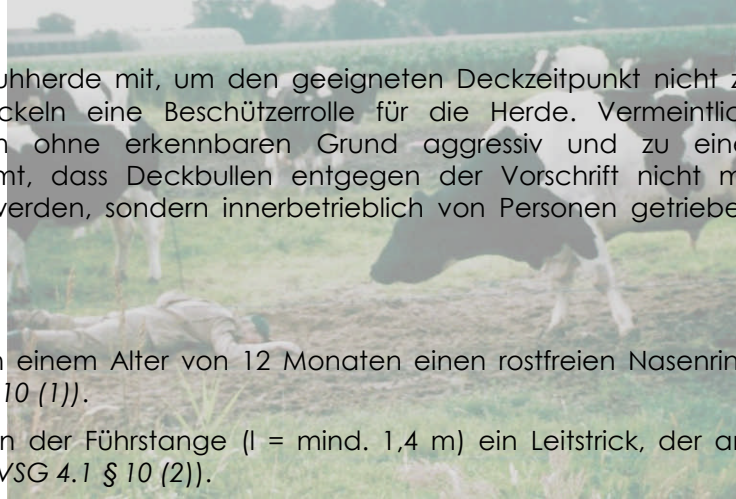 uhherde mit, um den geeigneten Deckzeitpunkt nicht z
ckeln eine Beschützerrolle für die Herde. Vermeintlic
n ohne erkennbaren Grund aggressiv und zu eine
mt, dass Deckbullen entgegen der Vorschrift nicht m
verden, sondern innerbetrieblich von Personen getriebe
n einem Alter von 12 Monaten einen rostfreien Nasenrin
10 (1)).
n der Führstange (l = mind. 1,4 m) ein Leitstrick, der an
VSG 4.1 § 10 (2)).